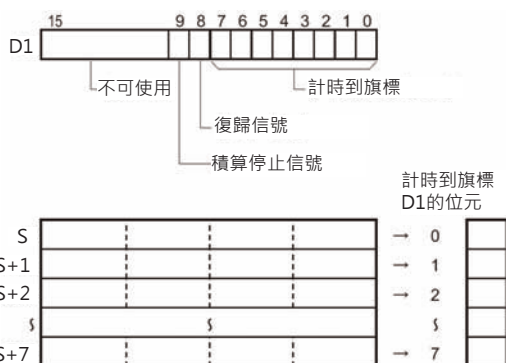 15 9 8 7 6 5 4 3 2 1 0
D1
不可使用
計時到旗標
復歸信號
積算停止信號
計時到旗標
D1的位元
S → 0
S+1 → 1
S+2 → 2
S+7 → 7